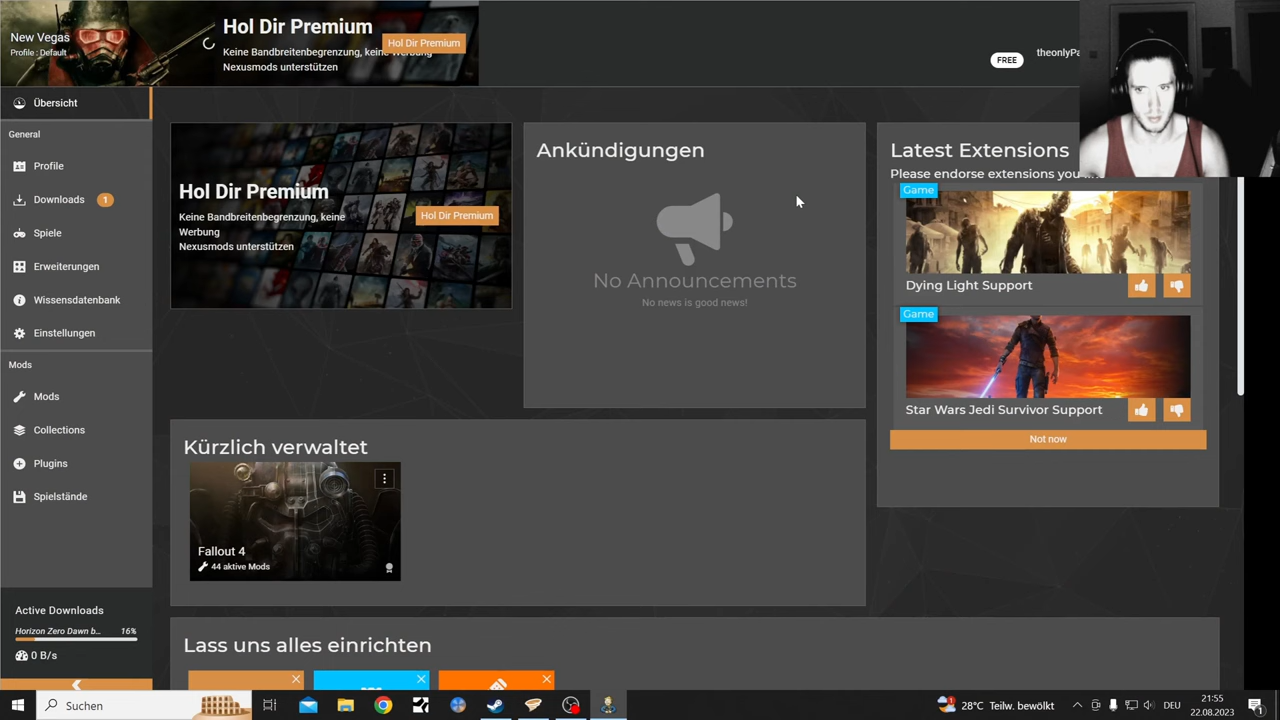 New Vegas
Profile : Default
Hol Dir Premium
Keine Bandbreitenbegrenzung, keine Werbung
Nexusmods unterstützen
Hol Dir Premium
FREE
theonlyPa
Übersicht
General
Profile
Downloads 1
Spiele
Erweiterungen
Wissensdatenbank
Einstellungen
Mods
Mods
Collections
Plugins
Spielstände
Active Downloads
Horizon Zero Dawn b... 16%
0 B/s
Hol Dir Premium
Keine Bandbreitenbegrenzung, keine
Werbung
Nexusmods unterstützen
Hol Dir Premium
Ankündigungen
No Announcements
No news is good news!
Latest Extensions
Please endorse extensions you
Game
Dying Light Support
Game
Star Wars Jedi Survivor Support
Not now
Kürzlich verwaltet
Fallout 4
44 aktive Mods
Lass uns alles einrichten
Suchen
28°C Teilw. bewölkt
DEU
21:55
22.08.2023
1